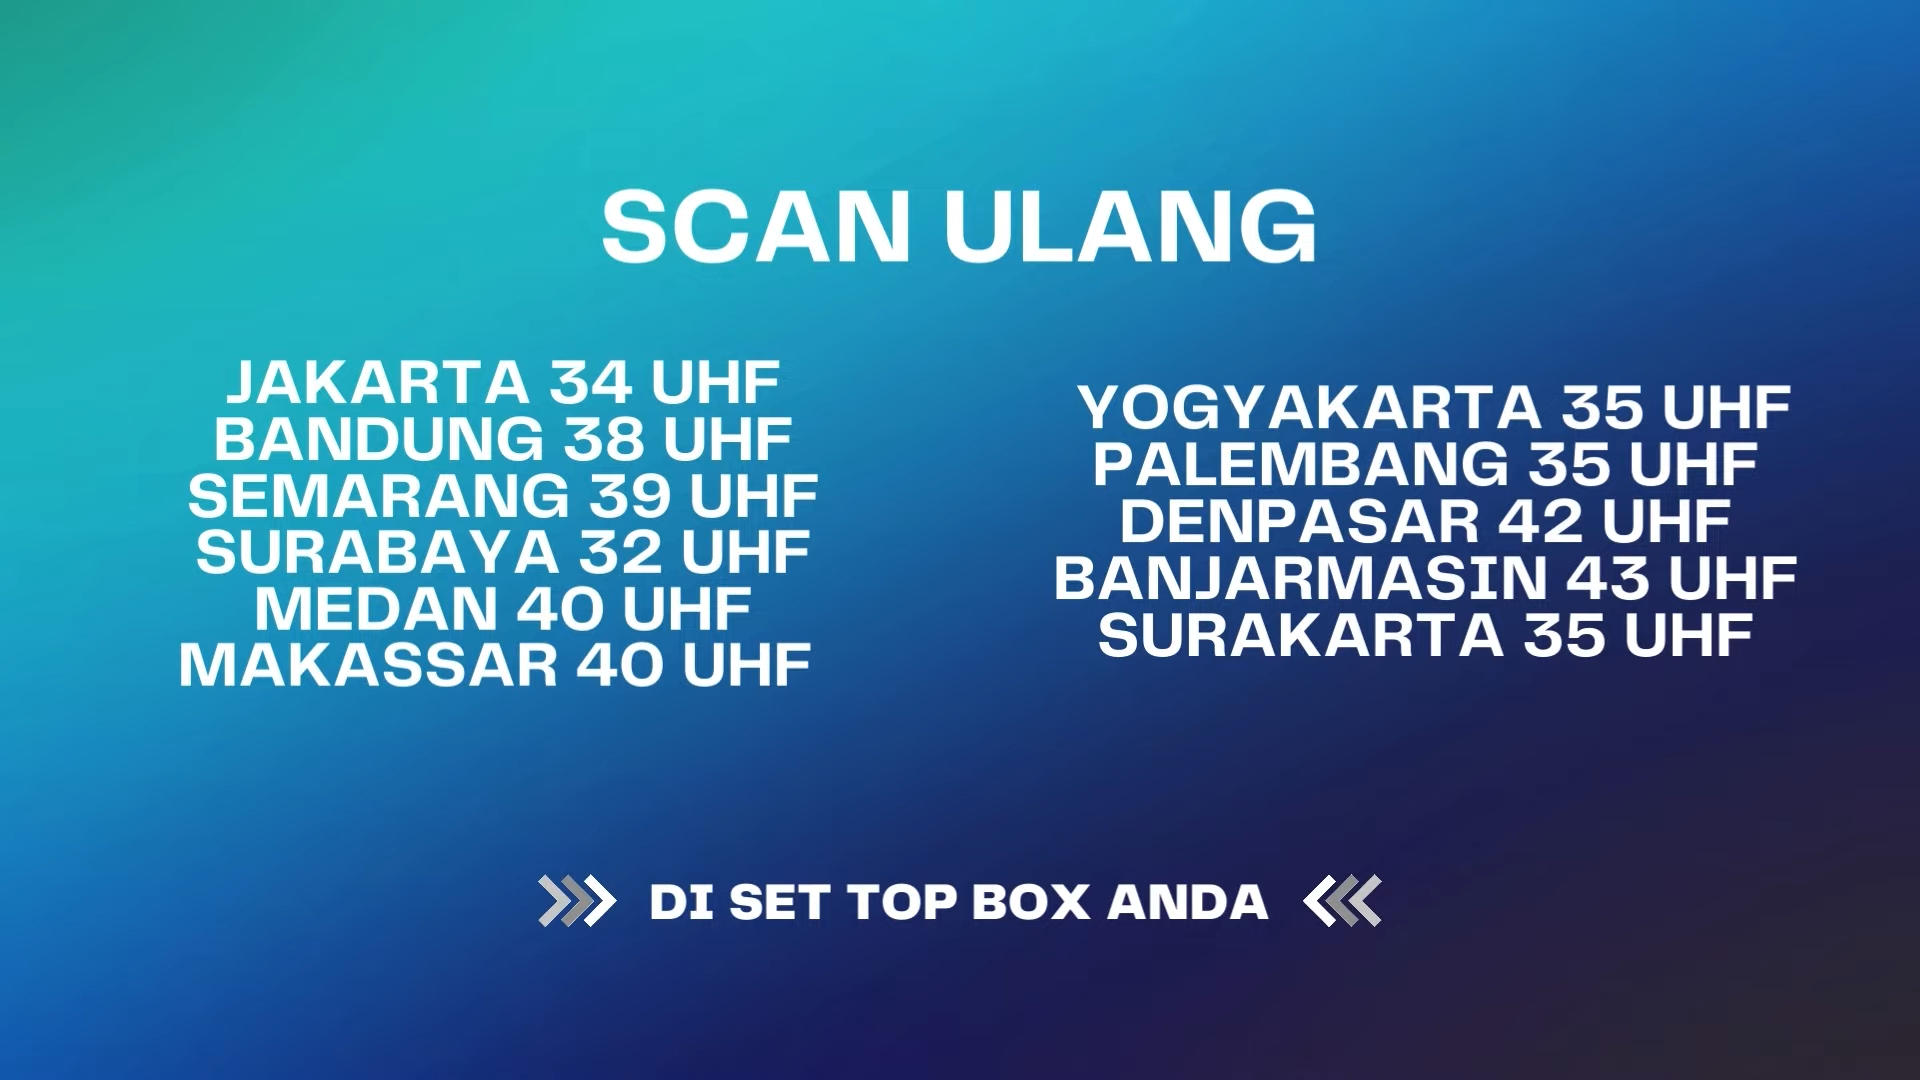 SCAN ULANG
JAKARTA 34 UHF
BANDUNG 38 UHF
SEMARANG 39 UHF
SURABAYA 32 UHF
MEDAN 40 UHF
MAKASSAR 40 UHF
YOGYAKARTA 35 UHF
PALEMBANG 35 UHF
DENPASAR 42 UHF
BANJARMASIN 43 UHF
SURAKARTA 35 UHF
DI SET TOP BOX ANDA